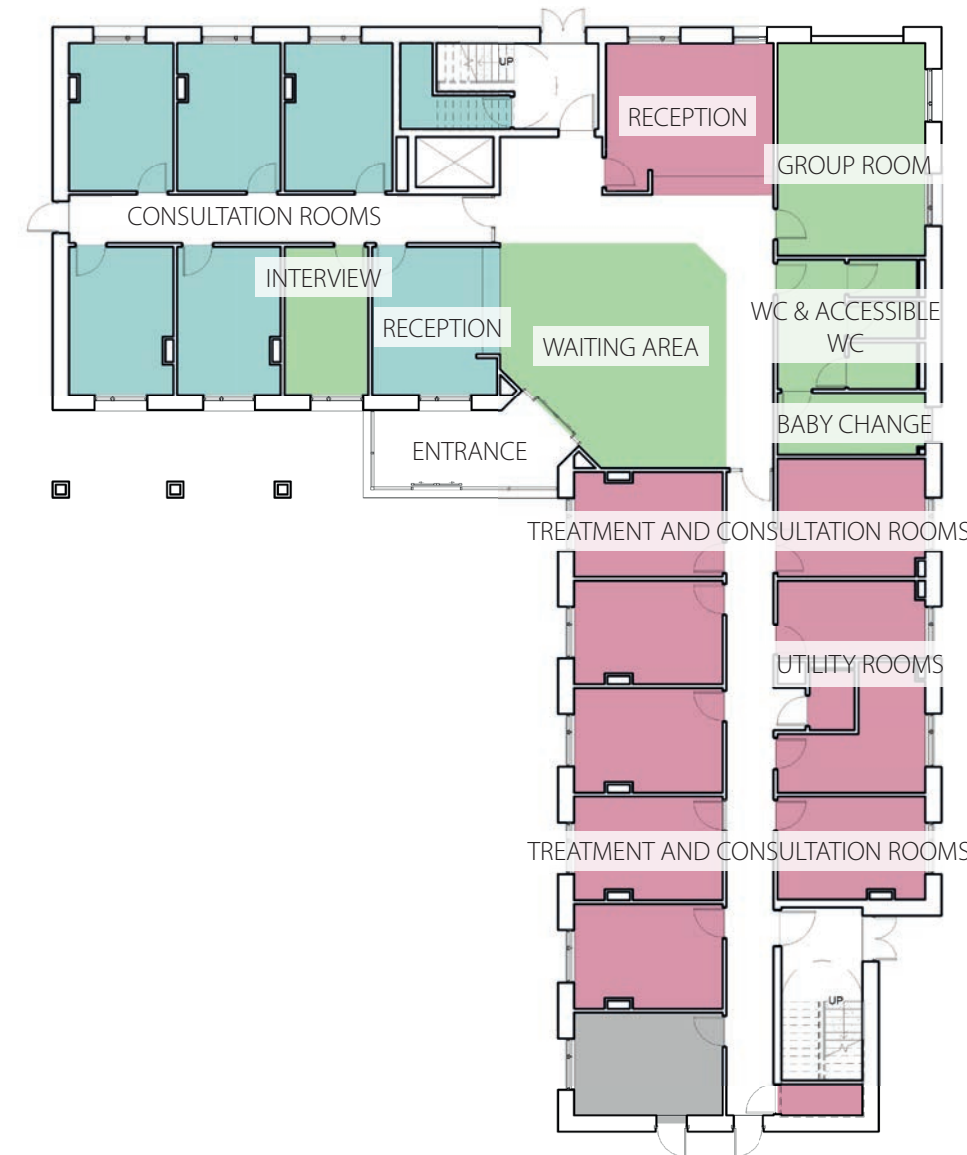 UP
RECEPTION
GROUP ROOM
CONSULTATION ROOMS
INTERVIEW
RECEPTION
WAITING AREA
WC & ACCESSIBLE
WC
BABY CHANGE
ENTRANCE
TREATMENT AND CONSULTATION ROOMS
UTILITY ROOMS
TREATMENT AND CONSULTATION ROOMS
UP